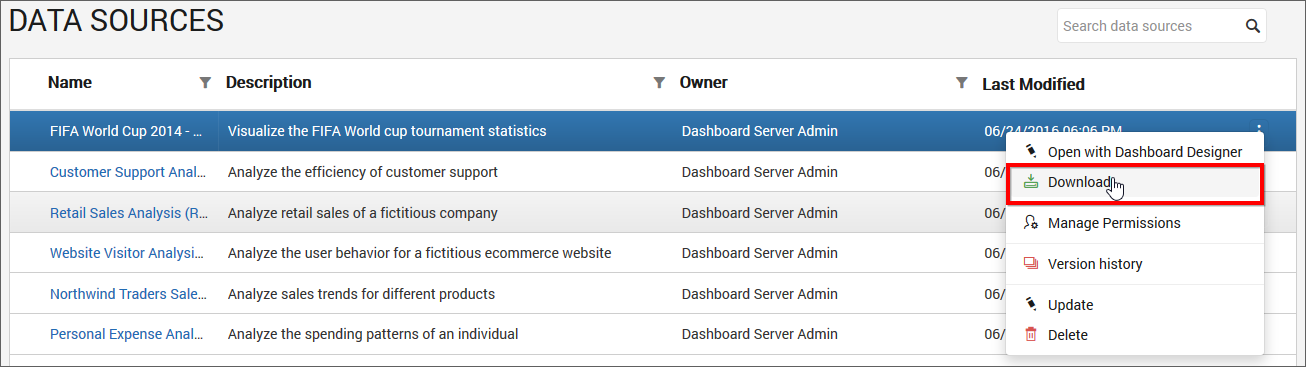 DATA SOURCES
Search data sources
Name Description Owner Last Modified
FIFA World Cup 2014 - ... Visualize the FIFA World cup tournament statistics Dashboard Server Admin 06/24/2016 06:06 PM
Open with Dashboard Designer
Customer Support Anal... Analyze the efficiency of customer support Dashboard Server Admin 06/
Download
Retail Sales Analysis (R... Analyze retail sales of a fictitious company Dashboard Server Admin 06/
Manage Permissions
Website Visitor Analysi... Analyze the user behavior for a fictitious ecommerce website Dashboard Server Admin 06/
Version history
Northwind Traders Sale... Analyze sales trends for different products Dashboard Server Admin 06/
Update
Personal Expense Anal... Analyze the spending patterns of an individual Dashboard Server Admin 06/
Delete